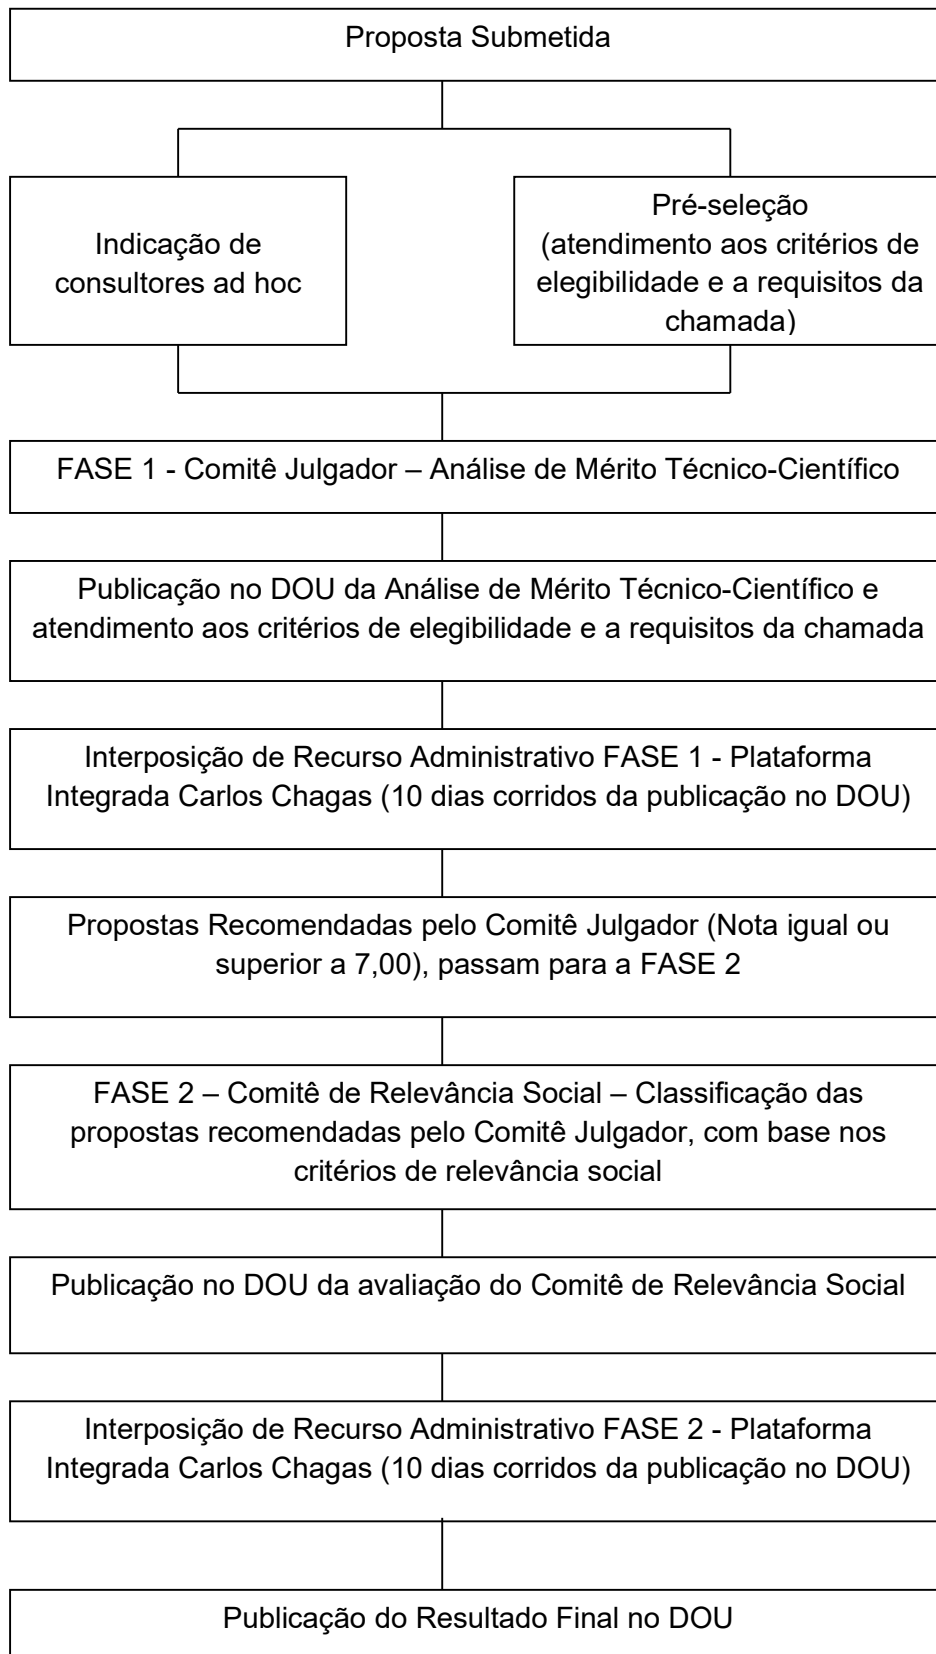 Proposta Submetida
Indicação de
consultores ad hoc
Pré-seleção
(atendimento aos critérios de
elegibilidade e a requisitos da
chamada)
FASE 1 - Comitê Julgador – Análise de Mérito Técnico-Científico
Publicação no DOU da Análise de Mérito Técnico-Científico e
atendimento aos critérios de elegibilidade e a requisitos da chamada
Interposição de Recurso Administrativo FASE 1 - Plataforma
Integrada Carlos Chagas (10 dias corridos da publicação no DOU)
Propostas Recomendadas pelo Comitê Julgador (Nota igual ou
superior a 7,00), passam para a FASE 2
FASE 2 – Comitê de Relevância Social – Classificação das
propostas recomendadas pelo Comitê Julgador, com base nos
critérios de relevância social
Publicação no DOU da avaliação do Comitê de Relevância Social
Interposição de Recurso Administrativo FASE 2 - Plataforma
Integrada Carlos Chagas (10 dias corridos da publicação no DOU)
Publicação do Resultado Final no DOU